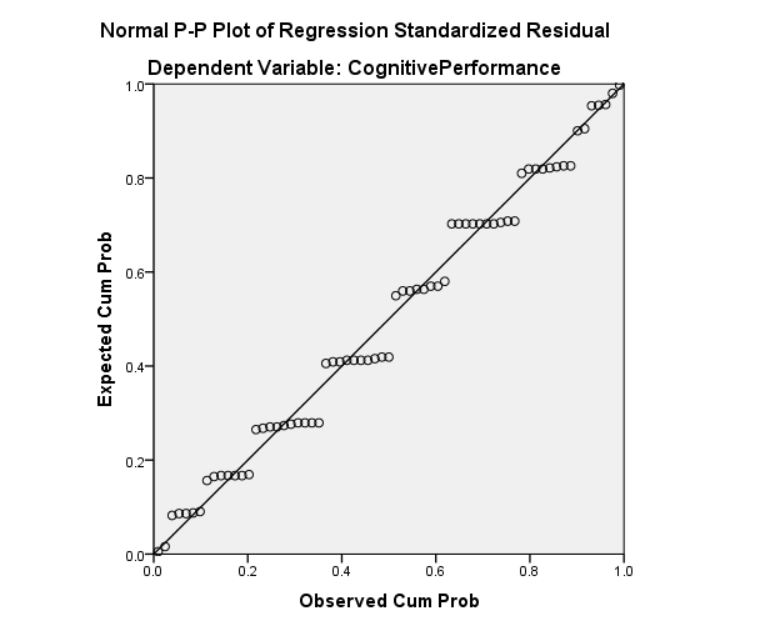 Normal P-P Plot of Regression Standardized Residual
Dependent Variable: CognitivePerformance
1.0
0.8
0.6
0.4
0.2
0.0
Expected Cum Prob
0.0 0.2 0.4 0.6 0.8 1.0
Observed Cum Prob